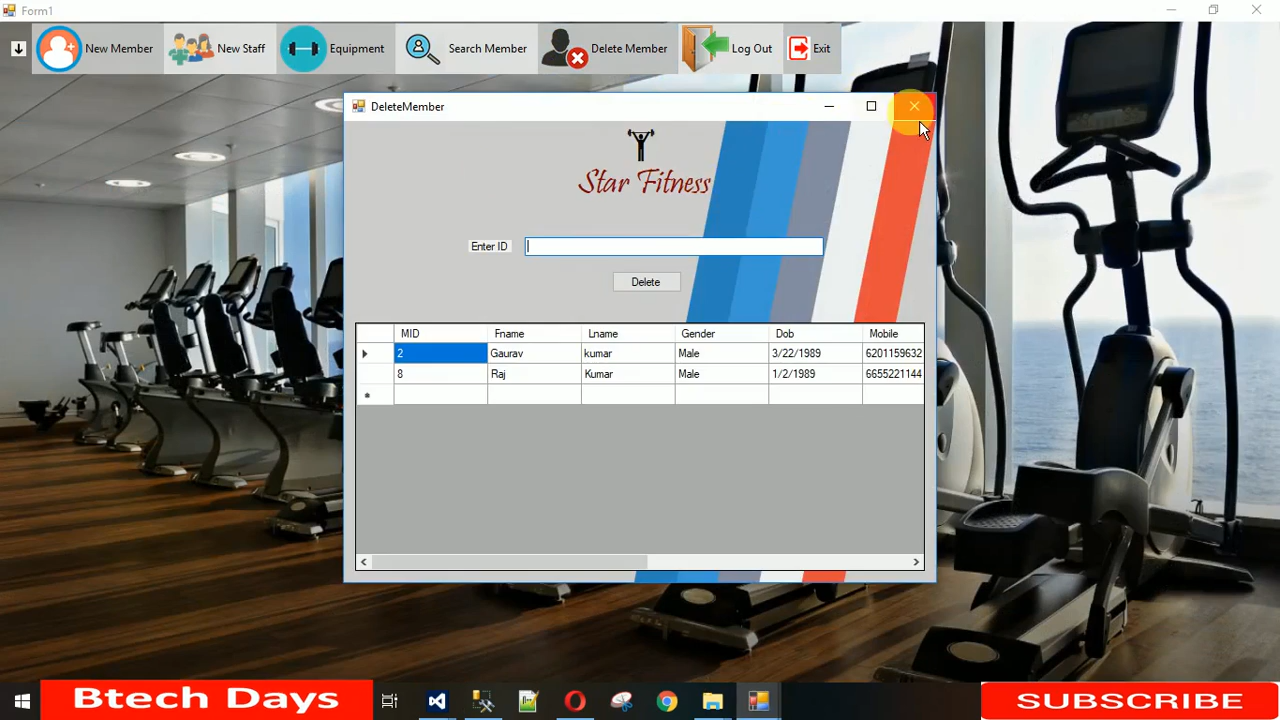 Form1
New Member New Staff Equipment Search Member Delete Member Log Out Exit
DeleteMember
Star Fitness
Enter ID
Delete
MID Fname Lname Gender Dob Mobile
2 Gaurav kumar Male 3/22/1989 6201159632
8 Raj Kumar Male 1/2/1989 6655221144
Btech Days
SUBSCRIBE